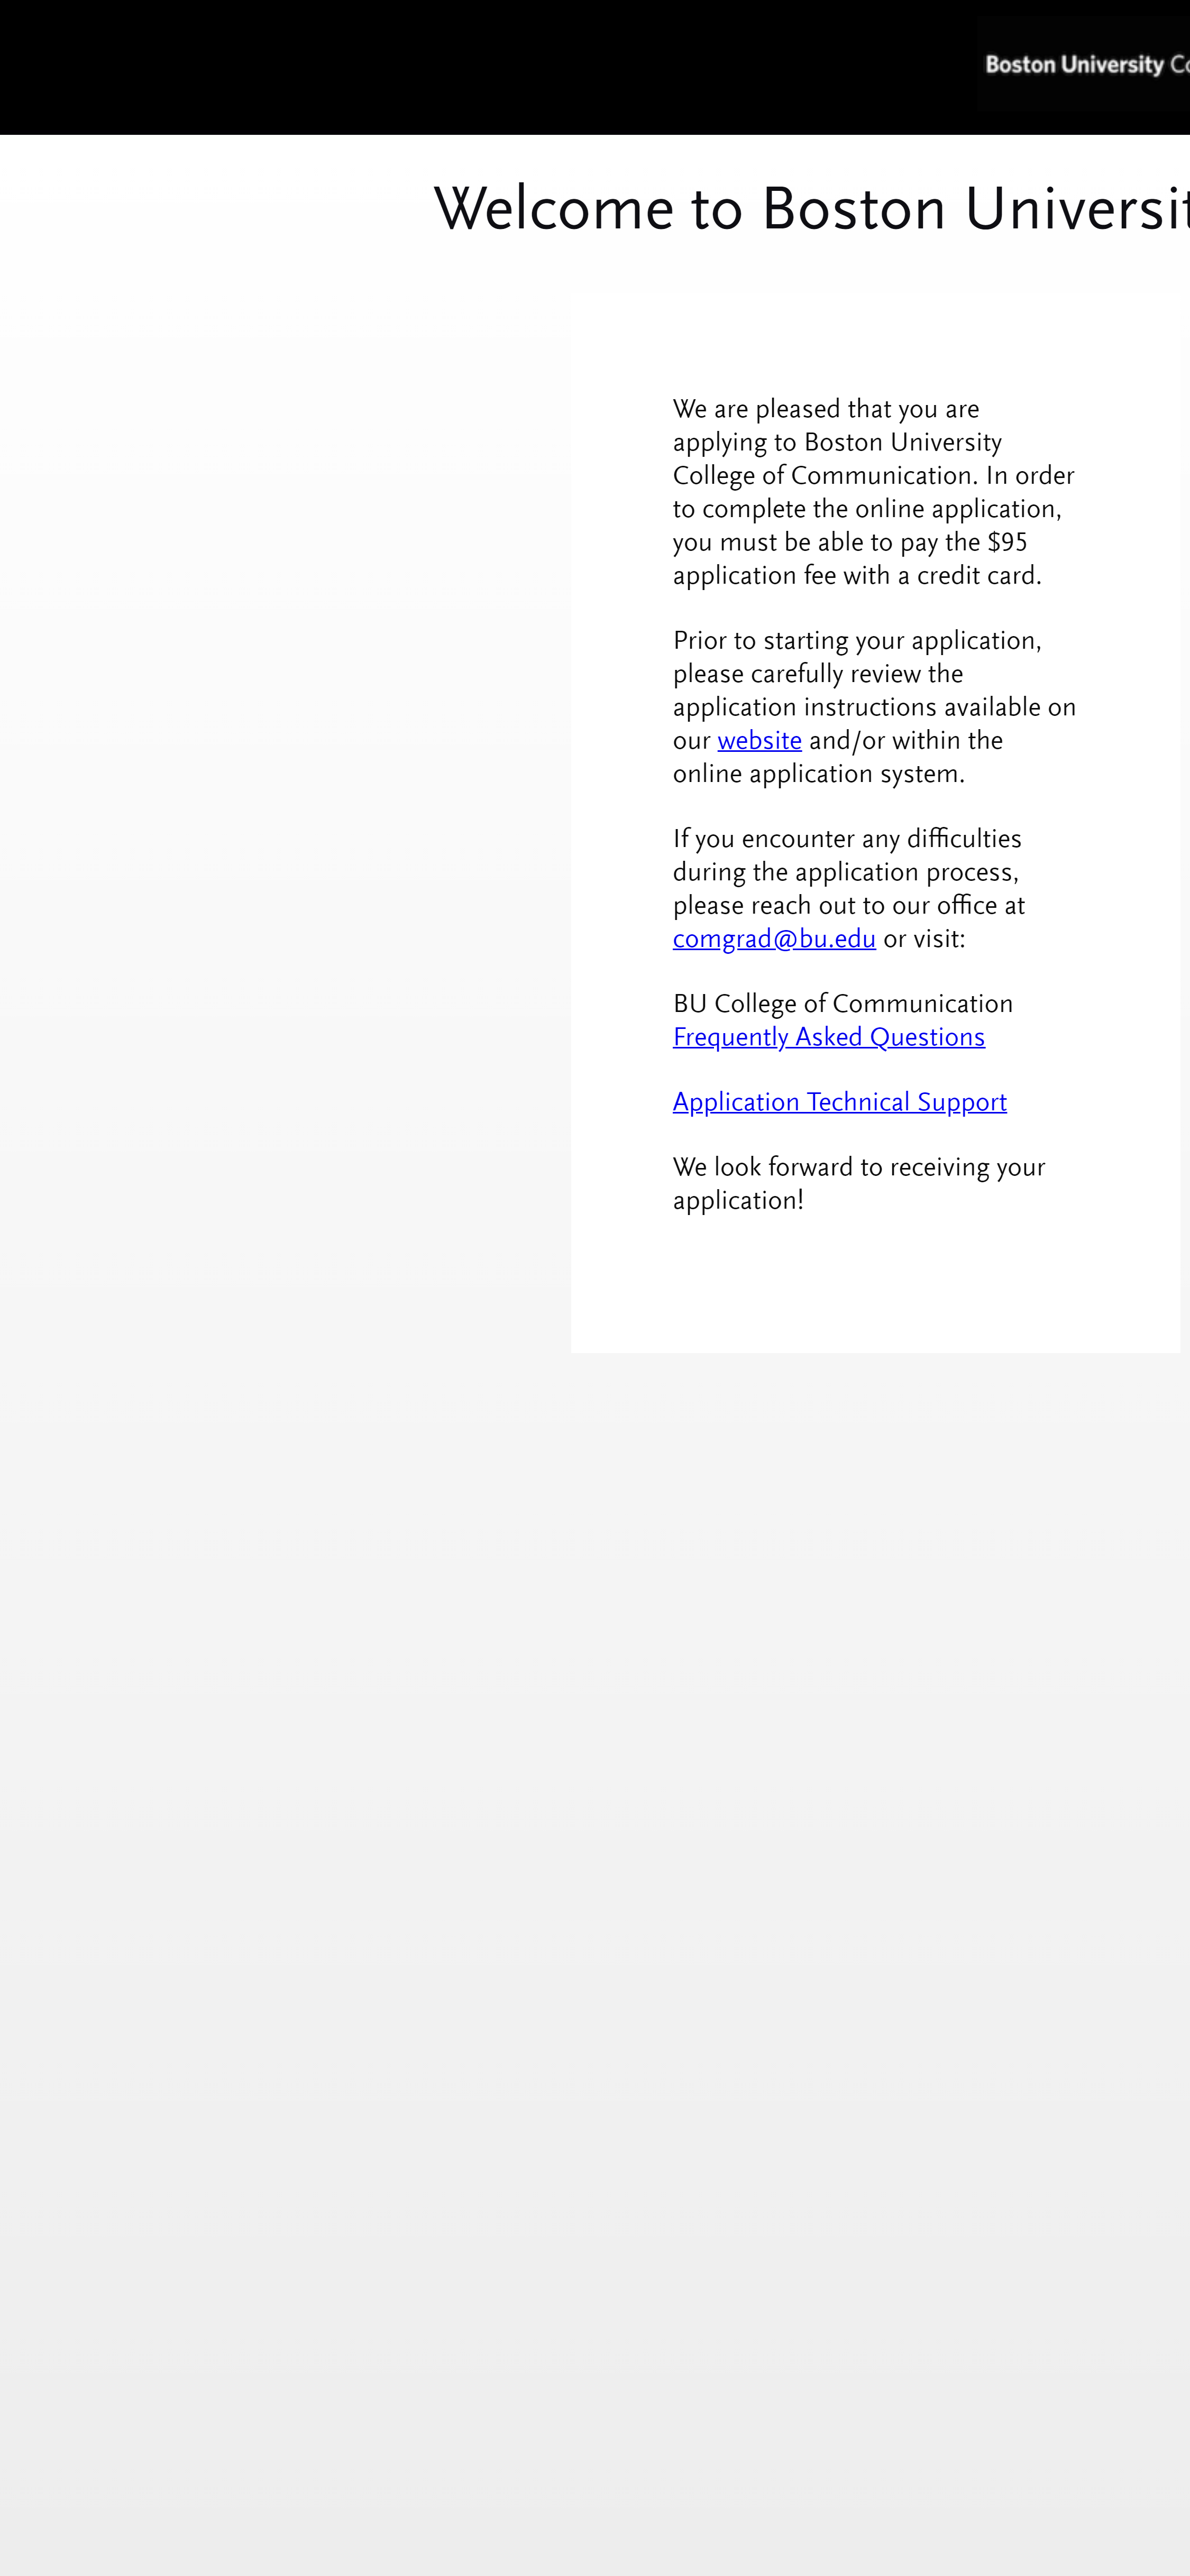 Boston University
Welcome to Boston
We are pleased that you are
applying to Boston University
College of Communication. In order
to complete the online application,
you must be able to pay the $95
application fee with a credit card.
Prior to starting your application,
please carefully review the
application instructions available on
our website and/or within the
online application system.
If you encounter any difficulties
during the application process,
please reach out to our office at
comgrad@bu.edu or visit:
BU College of Communication
Frequently Asked Questions
Application Technical Support
We look forward to receiving your
application!